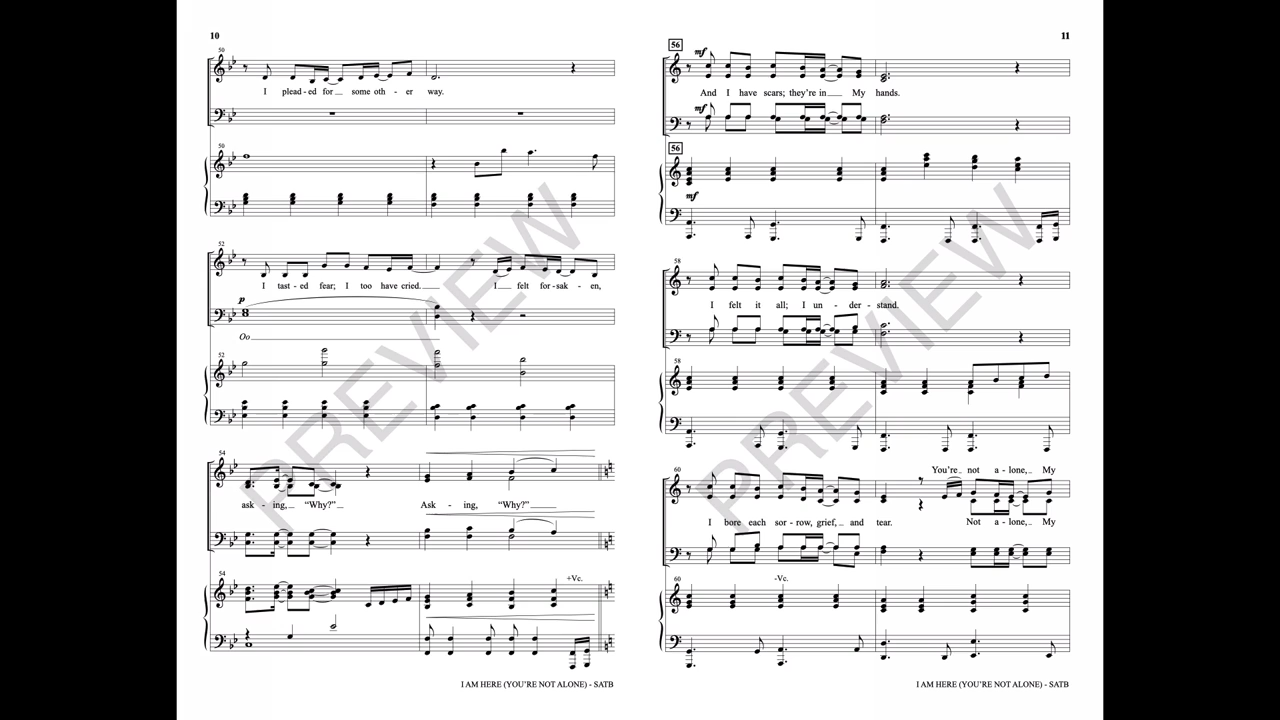 10
50
I plead - ed for some oth - er way.
50
52
I tast - ed fear; I too have cried. I felt for - sak - en,
p
Oo
52
54
ask - ing, "Why?" Ask - ing, "Why?"
54
+Vc.
I AM HERE (YOU'RE NOT ALONE) - SATB
11
56
mf
And I have scars; they're in My hands.
mf
56
mf
58
I felt it all; I un - der - stand.
58
60
You're not a - lone, My
I bore each sor - row, grief, and tear. Not a - lone, My
60
-Vc.
I AM HERE (YOU'RE NOT ALONE) - SATB
PREVIEW
PREVIEW